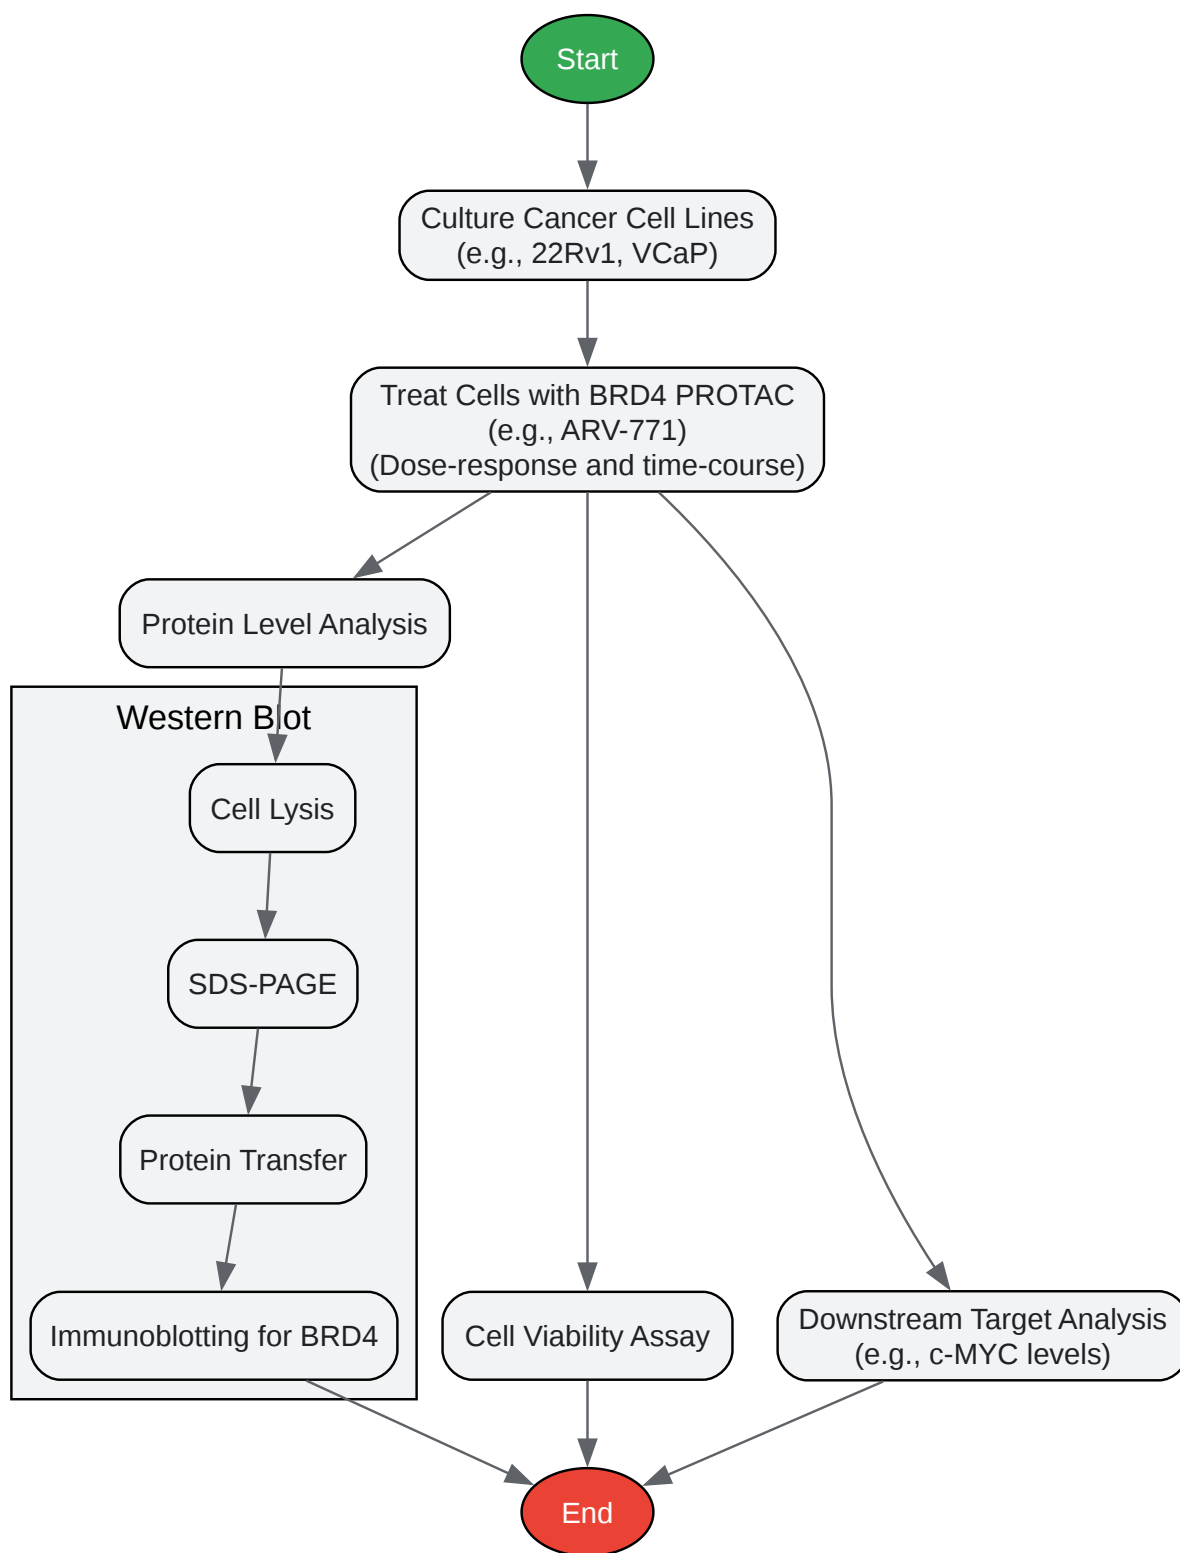 Start
Culture Cancer Cell Lines
(e.g., 22Rv1, VCaP)
Treat Cells with BRD4 PROTAC
(e.g., ARV-771)
(Dose-response and time-course)
Protein Level Analysis
Western Blot
Cell Lysis
SDS-PAGE
Protein Transfer
Immunoblotting for BRD4
Cell Viability Assay
Downstream Target Analysis
(e.g., c-MYC levels)
End